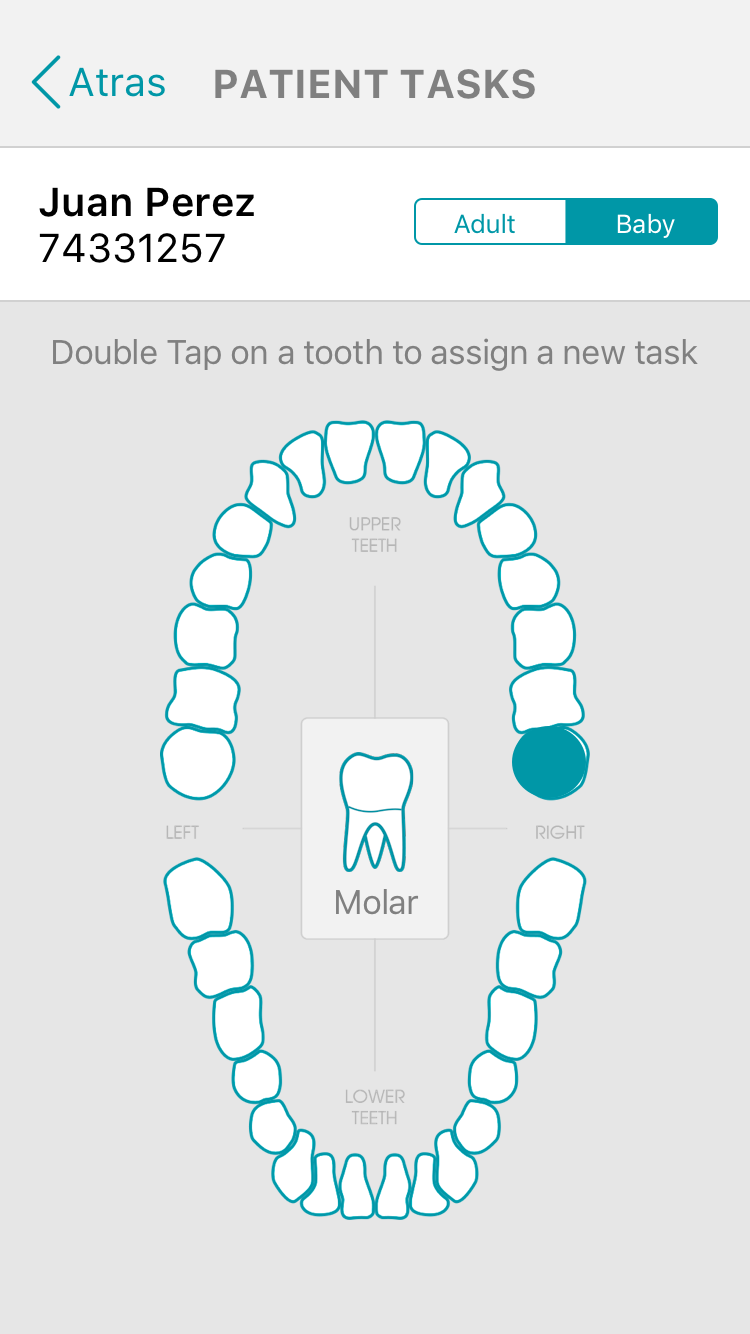 Atras
PATIENT TASKS
Juan Perez
74331257
Adult
Baby
Double Tap on a tooth to assign a new task
UPPER
TEETH
LEFT
RIGHT
Molar
LOWER
TEETH